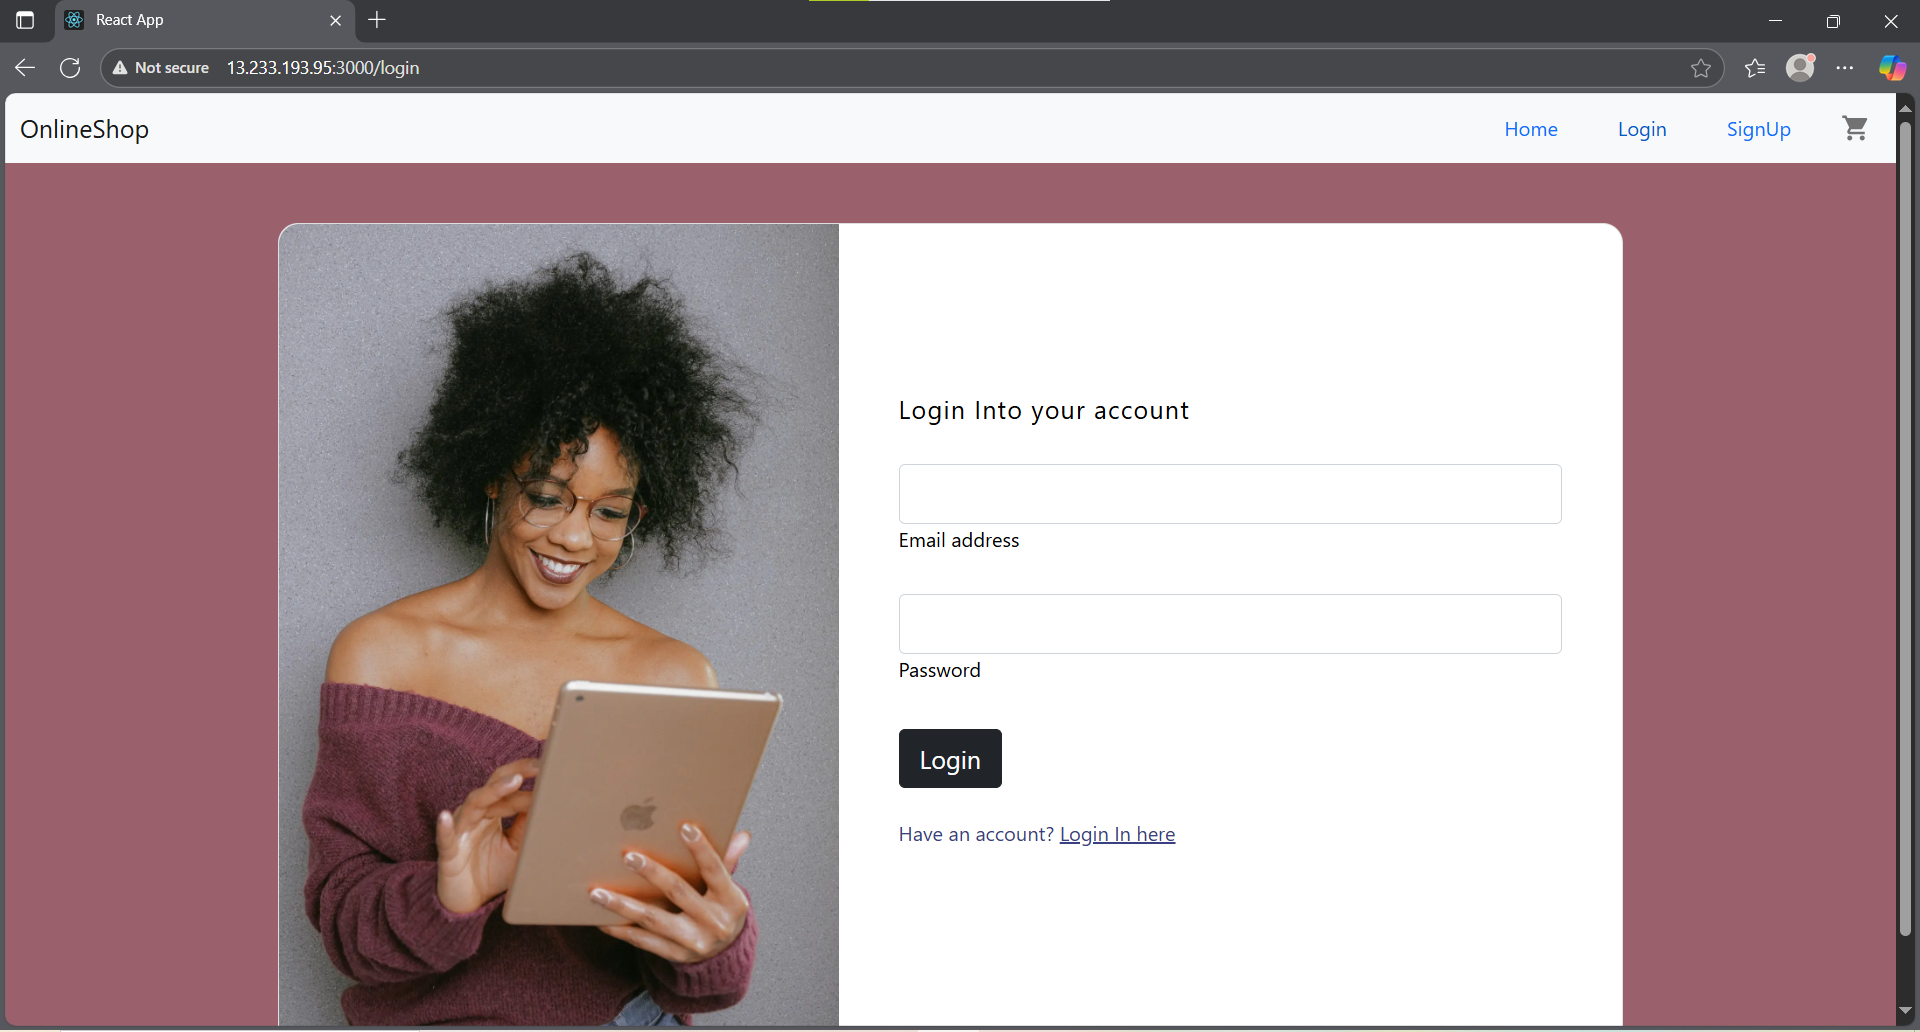 React App
Not secure 13.233.193.95:3000/login
OnlineShop
Home
Login
SignUp
Login Into your account
Email address
Password
Login
Have an account? Login In here